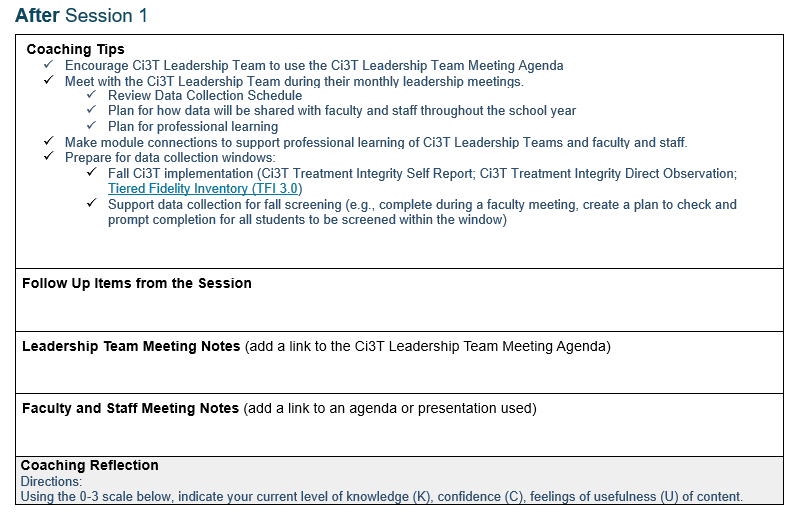 After Session 1
Coaching Tips
✓ Encourage Ci3T Leadership Team to use the Ci3T Leadership Team Meeting Agenda
✓ Meet with the Ci3T Leadership Team during their monthly leadership meetings.
✓ Review Data Collection Schedule
✓ Plan for how data will be shared with faculty and staff throughout the school year
✓ Plan for professional learning
✓ Make module connections to support professional learning of Ci3T Leadership Teams and faculty and staff.
✓ Prepare for data collection windows:
✓ Fall Ci3T implementation (Ci3T Treatment Integrity Self Report; Ci3T Treatment Integrity Direct Observation;
Tiered Fidelity Inventory (TFI 3.0)
✓ Support data collection for fall screening (e.g., complete during a faculty meeting, create a plan to check and
prompt completion for all students to be screened within the window)
Follow Up Items from the Session
Leadership Team Meeting Notes (add a link to the Ci3T Leadership Team Meeting Agenda)
Faculty and Staff Meeting Notes (add a link to an agenda or presentation used)
Coaching Reflection
Directions:
Using the 0-3 scale below, indicate your current level of knowledge (K), confidence (C), feelings of usefulness (U) of content.